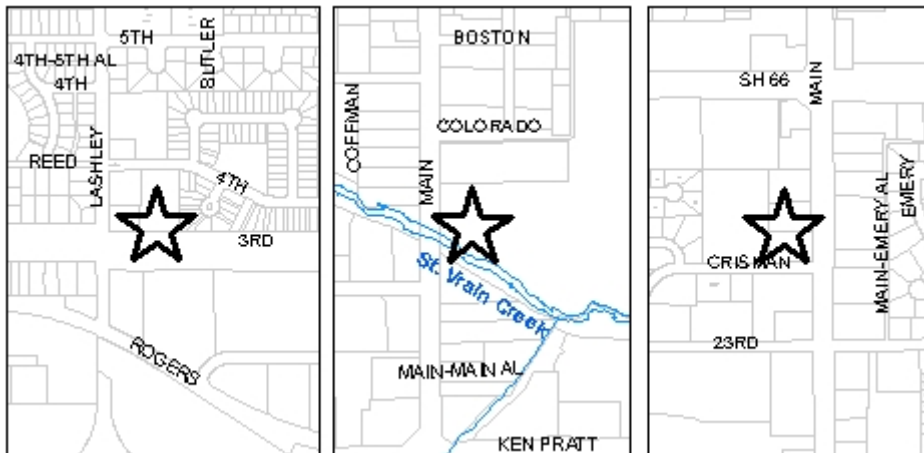 5TH
BUTLER
4TH-5TH AL
4TH
LASHLEY
REED
4TH
3RD
ROGERS
BOSTON
COFFMAN
COLORADO
MAIN
St. Vrain Creek
MAIN-MAIN AL
KEN PRATT
SH 66
MAIN
MAIN-EMERY AL
EMERY
CRISMAN
23RD